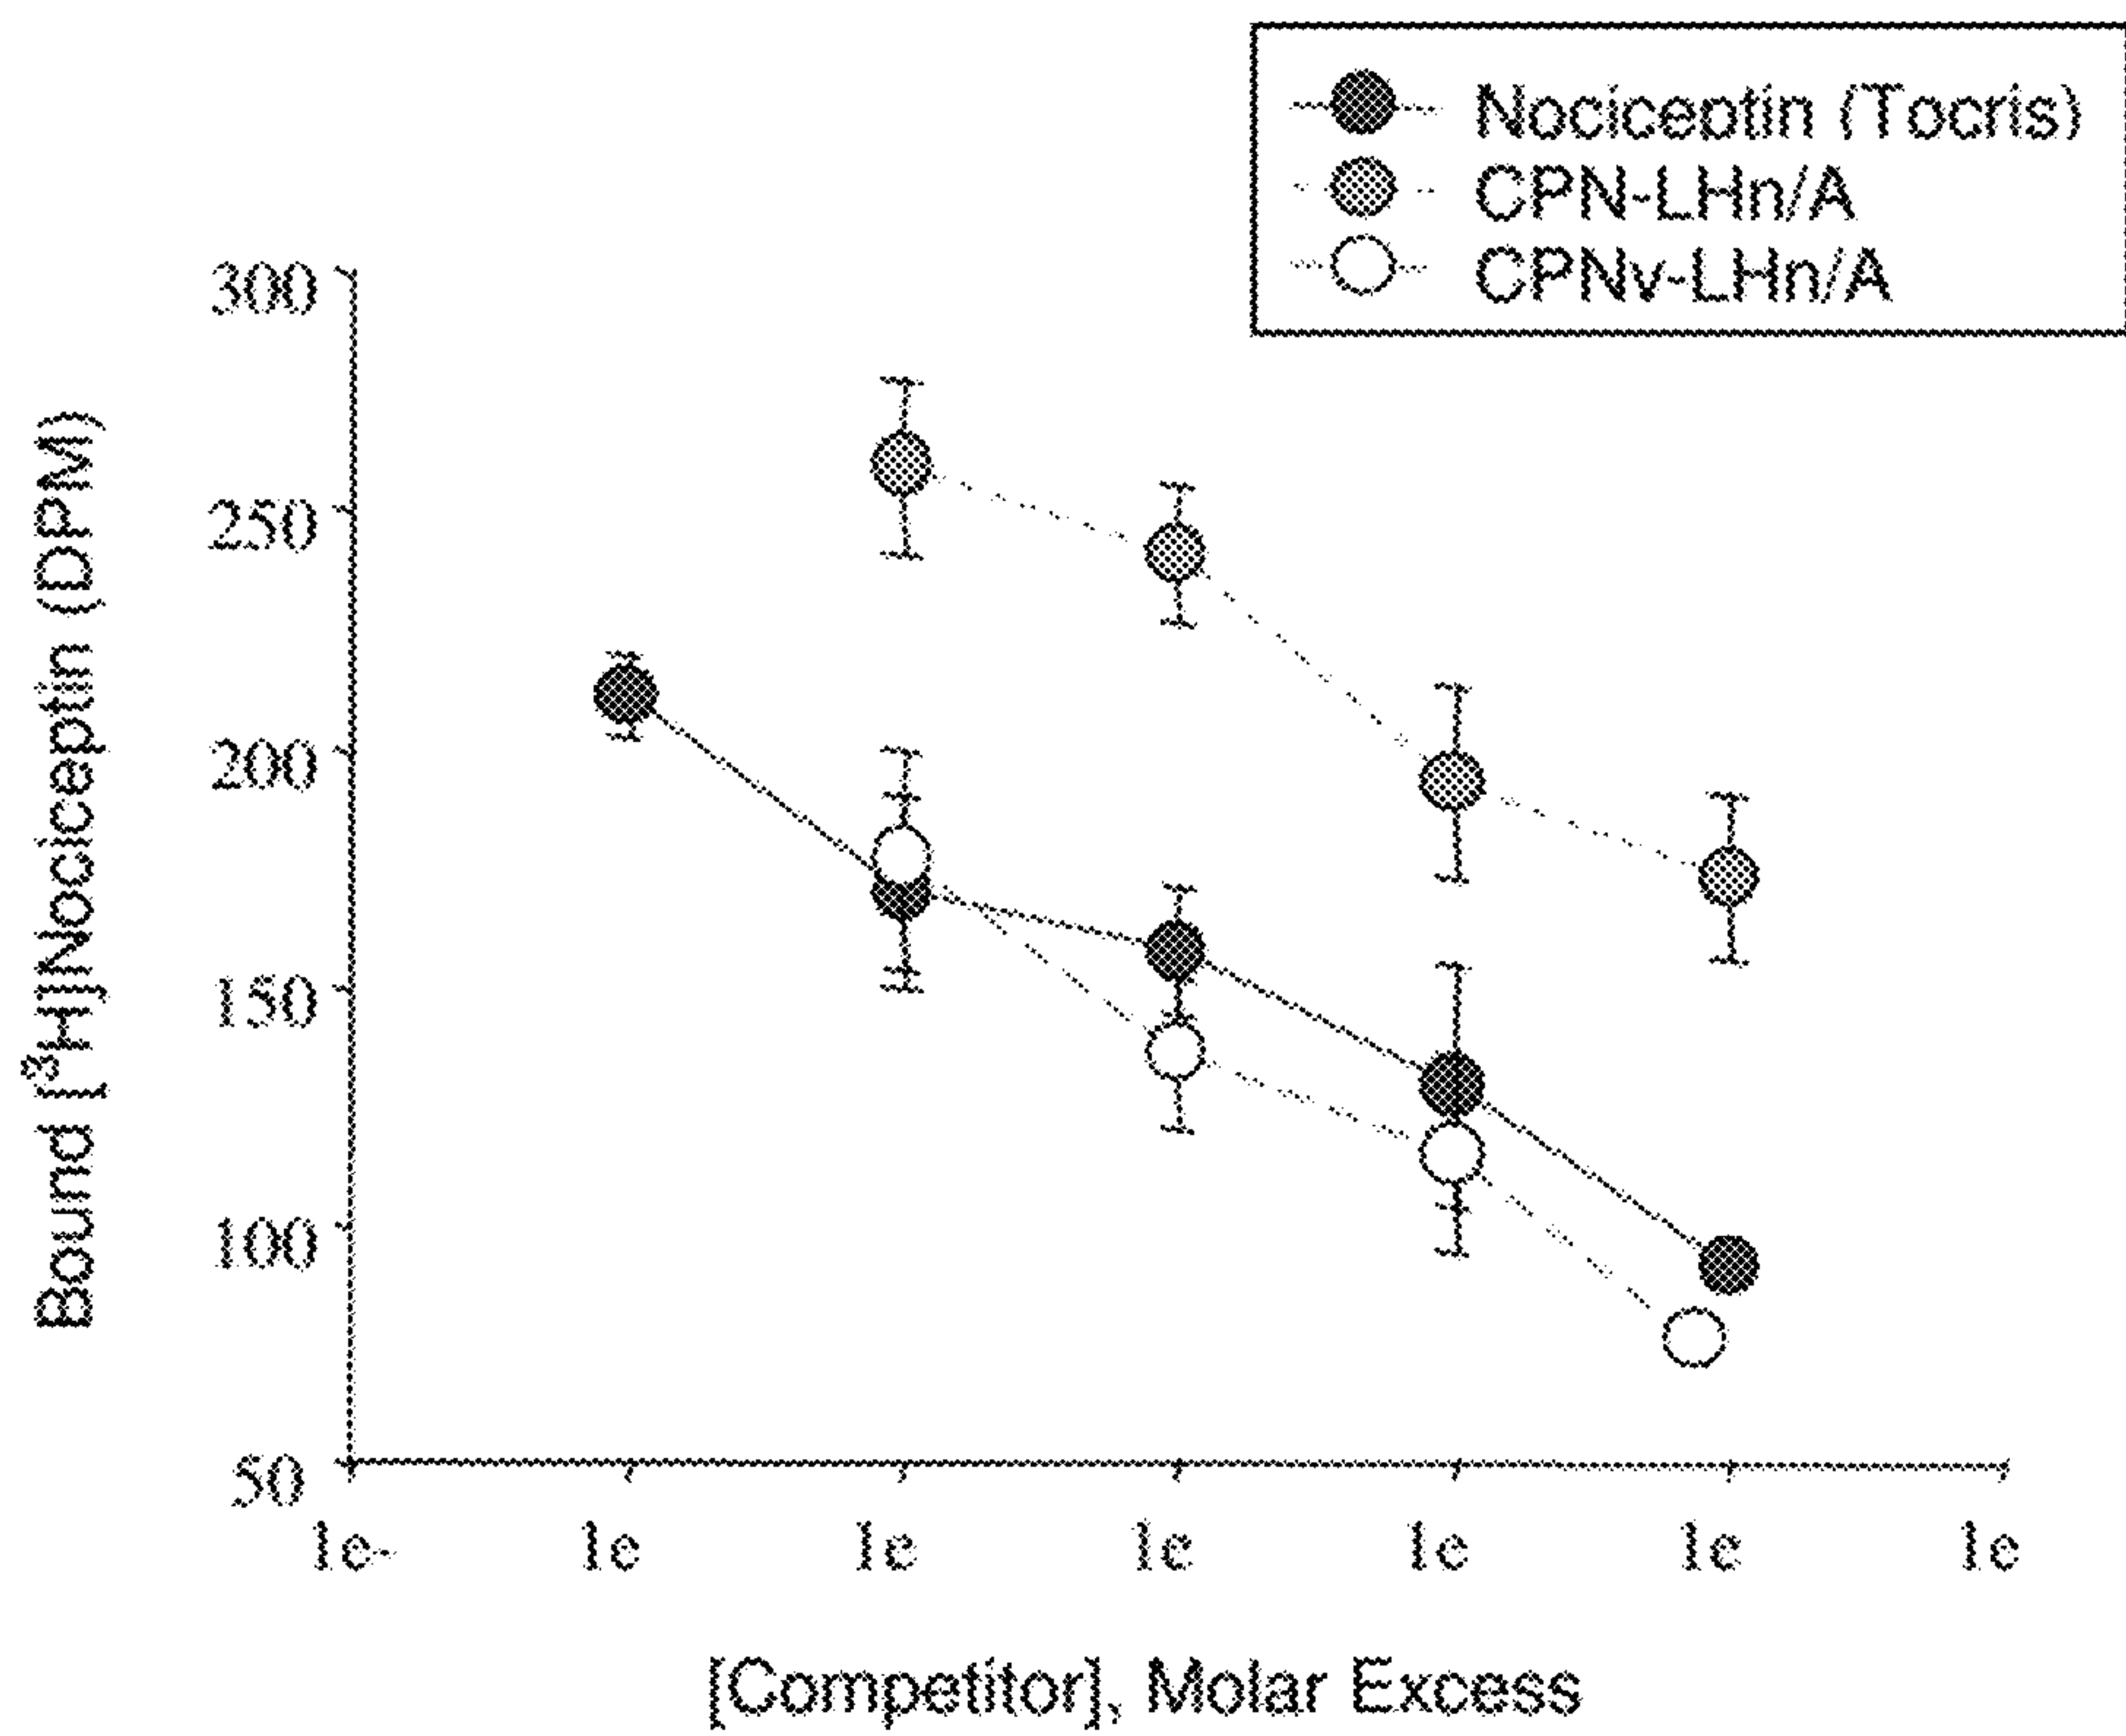 Nociceptin (Tocris)
CPN-LHn/A
CPNv-LHn/A
Bound [³H]Nociceptin (DPM)
300
250
200
150
100
50
1e- 1e 1e 1e 1e 1e 1e
[Competitor], Molar Excess